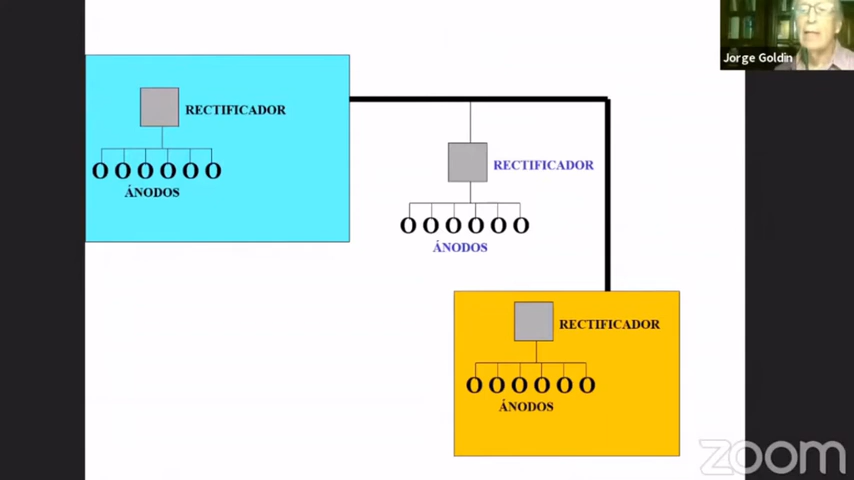 Jorge Goldin
RECTIFICADOR
O O O O O O
ÁNODOS
RECTIFICADOR
O O O O O O
ÁNODOS
RECTIFICADOR
O O O O O O
ÁNODOS
zoom